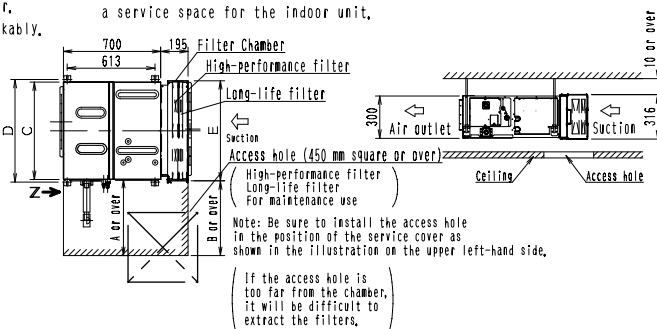 r.
kably.
a service space for the indoor unit.
700
195
613
Filter Chamber
High-performance filter
Long-life filter
D
C
E
Suction
Access hole (450 mm square or over)
High-performance filter
Long-life filter
For maintenance use
Z
A or over
B or over
Note: Be sure to install the access hole
in the position of the service cover as
shown in the illustration on the upper left-hand side.
If the access hole is
too far from the chamber,
it will be difficult to
extract the filters.
10 or over
300
316
Air outlet
Suction
Ceiling
Access hole